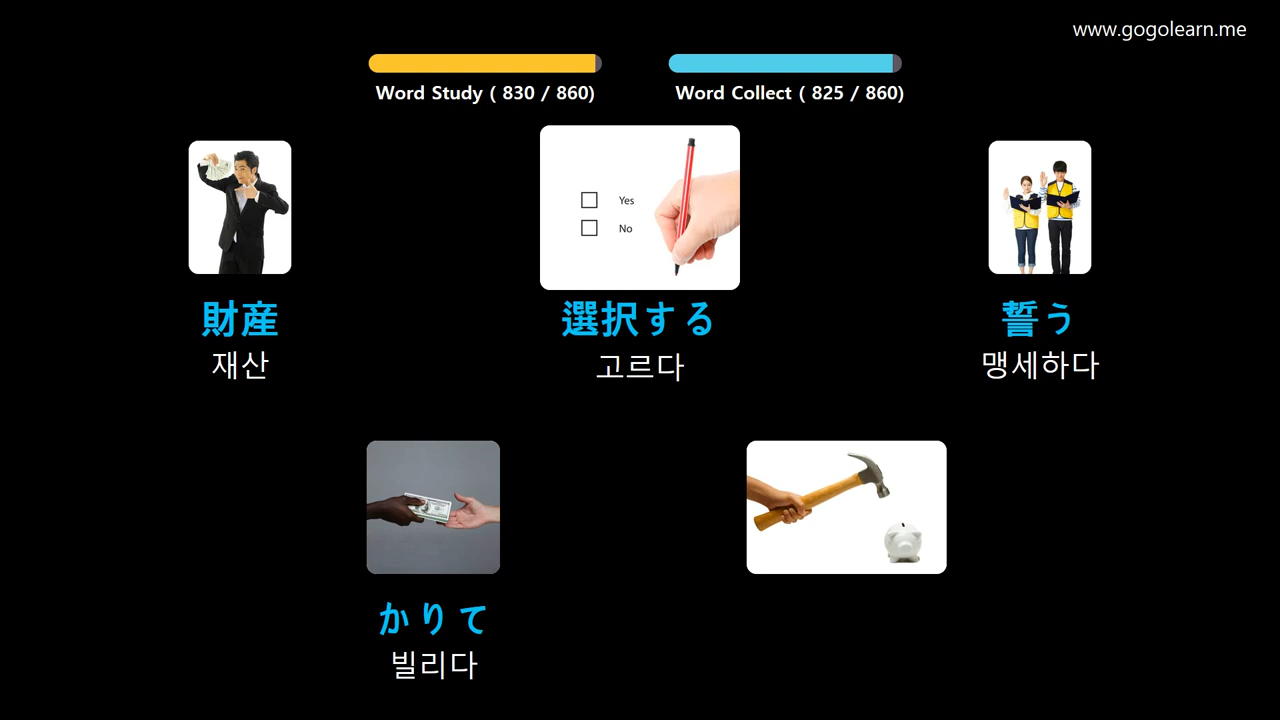 www.gogolearn.me
Word Study ( 830 / 860)
Word Collect ( 825 / 860)
Yes
No
財産
재산
選択する
고르다
誓う
맹세하다
かりて
빌리다